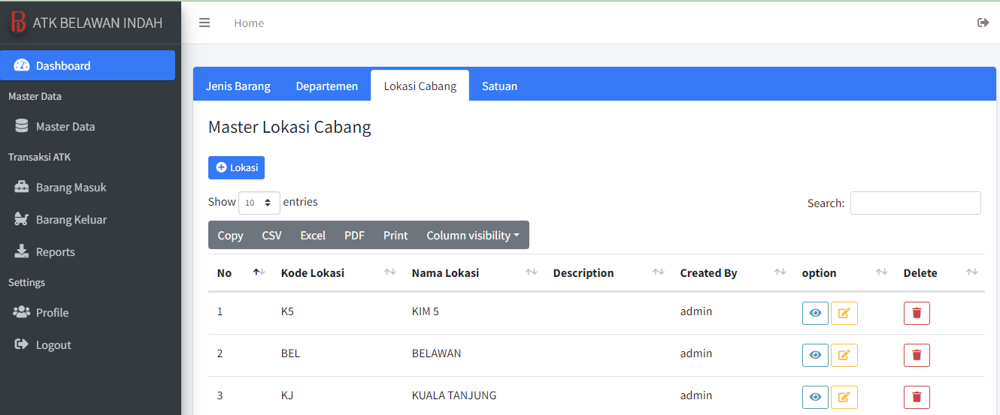 ATK BELAWAN INDAH
Home
Dashboard
Master Data
Master Data
Transaksi ATK
Barang Masuk
Barang Keluar
Reports
Settings
Profile
Logout
Jenis Barang Departemen Lokasi Cabang Satuan
Master Lokasi Cabang
Lokasi
Show 10 entries Search:
Copy CSV Excel PDF Print Column visibility
No Kode Lokasi Nama Lokasi Description Created By option Delete
1 K5 KIM 5 admin
2 BEL BELAWAN admin
3 KJ KUALA TANJUNG admin